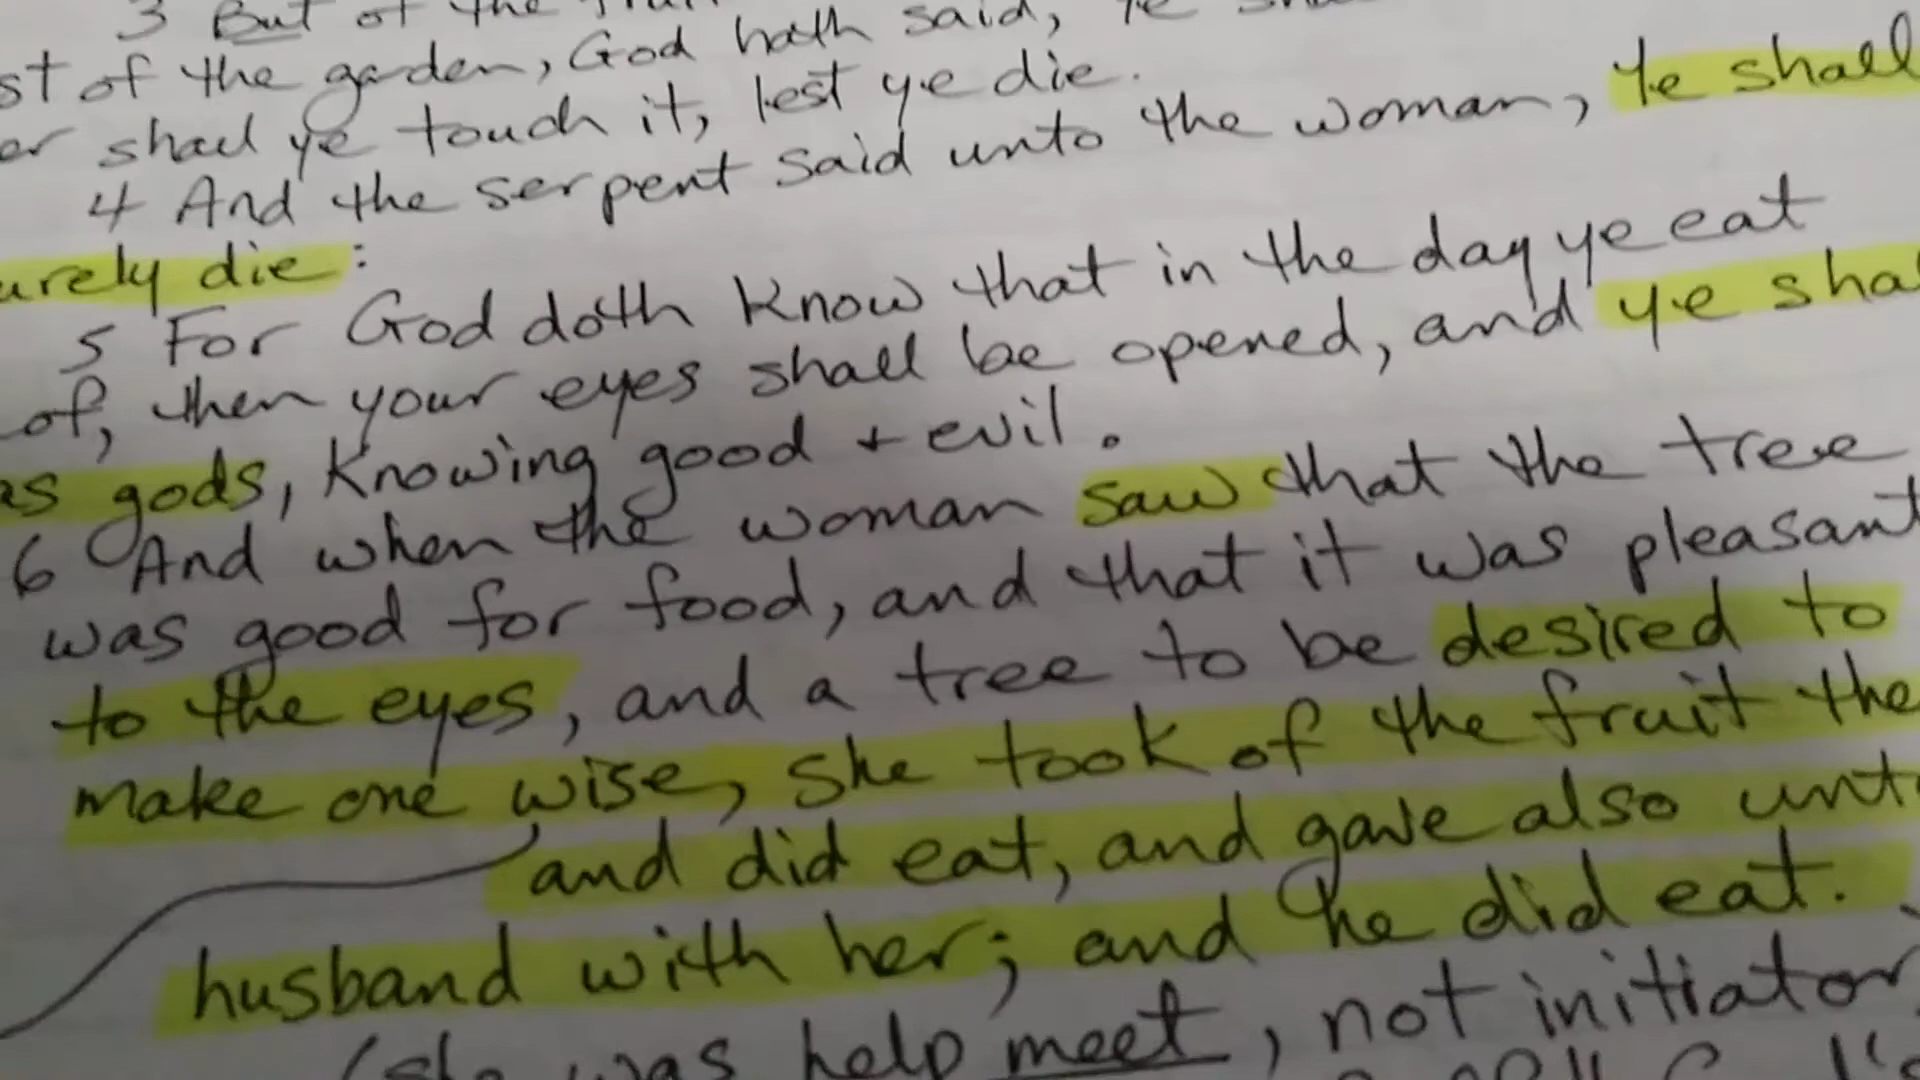 3 But of the
st of the garden, God hath said, Ye
er shall ye touch it, lest ye die.
4 And the serpent said unto the woman, Ye shall
urely die:
5 For God doth know that in the day ye eat
of, then your eyes shall be opened, and ye sha
as gods, knowing good + evil.
6 And when the woman saw that the tree
was good for food, and that it was pleasant
to the eyes, and a tree to be desired to
make one wise, she took of the fruit the
and did eat, and gave also unto
husband with her; and he did eat.
(she was help meet, not initiator